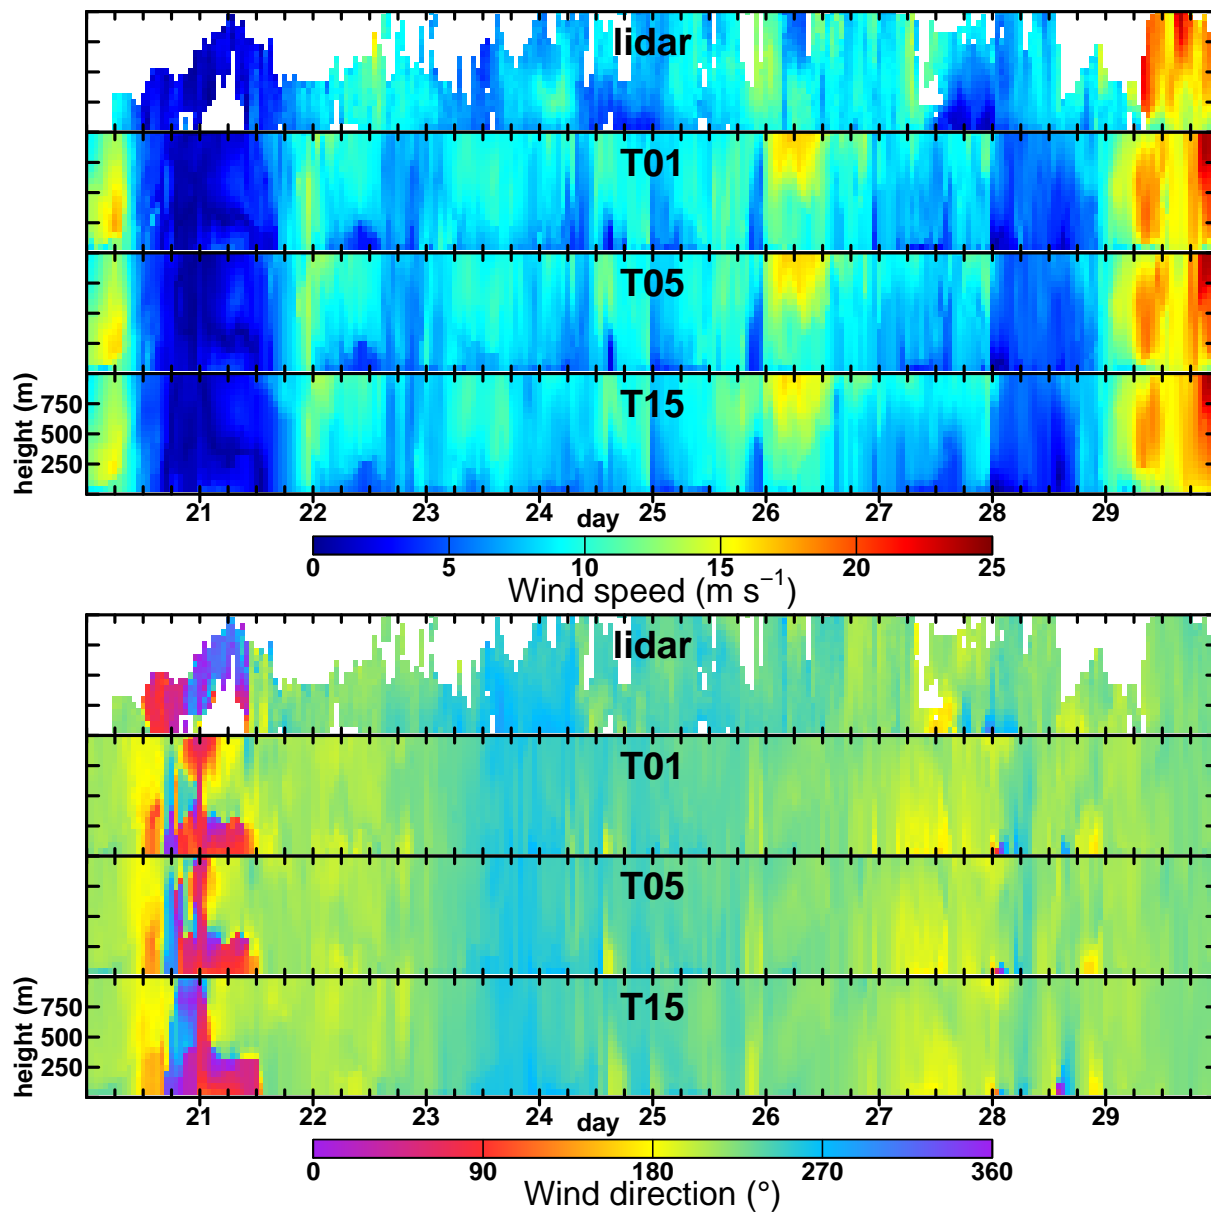 lidar
T01
T05
T15
height (m)
750
500
250
21 22 23 24 25 26 27 28 29
day
0 5 10 15 20 25
Wind speed (m s⁻¹)
lidar
T01
T05
T15
height (m)
750
500
250
21 22 23 24 25 26 27 28 29
day
0 90 180 270 360
Wind direction (°)